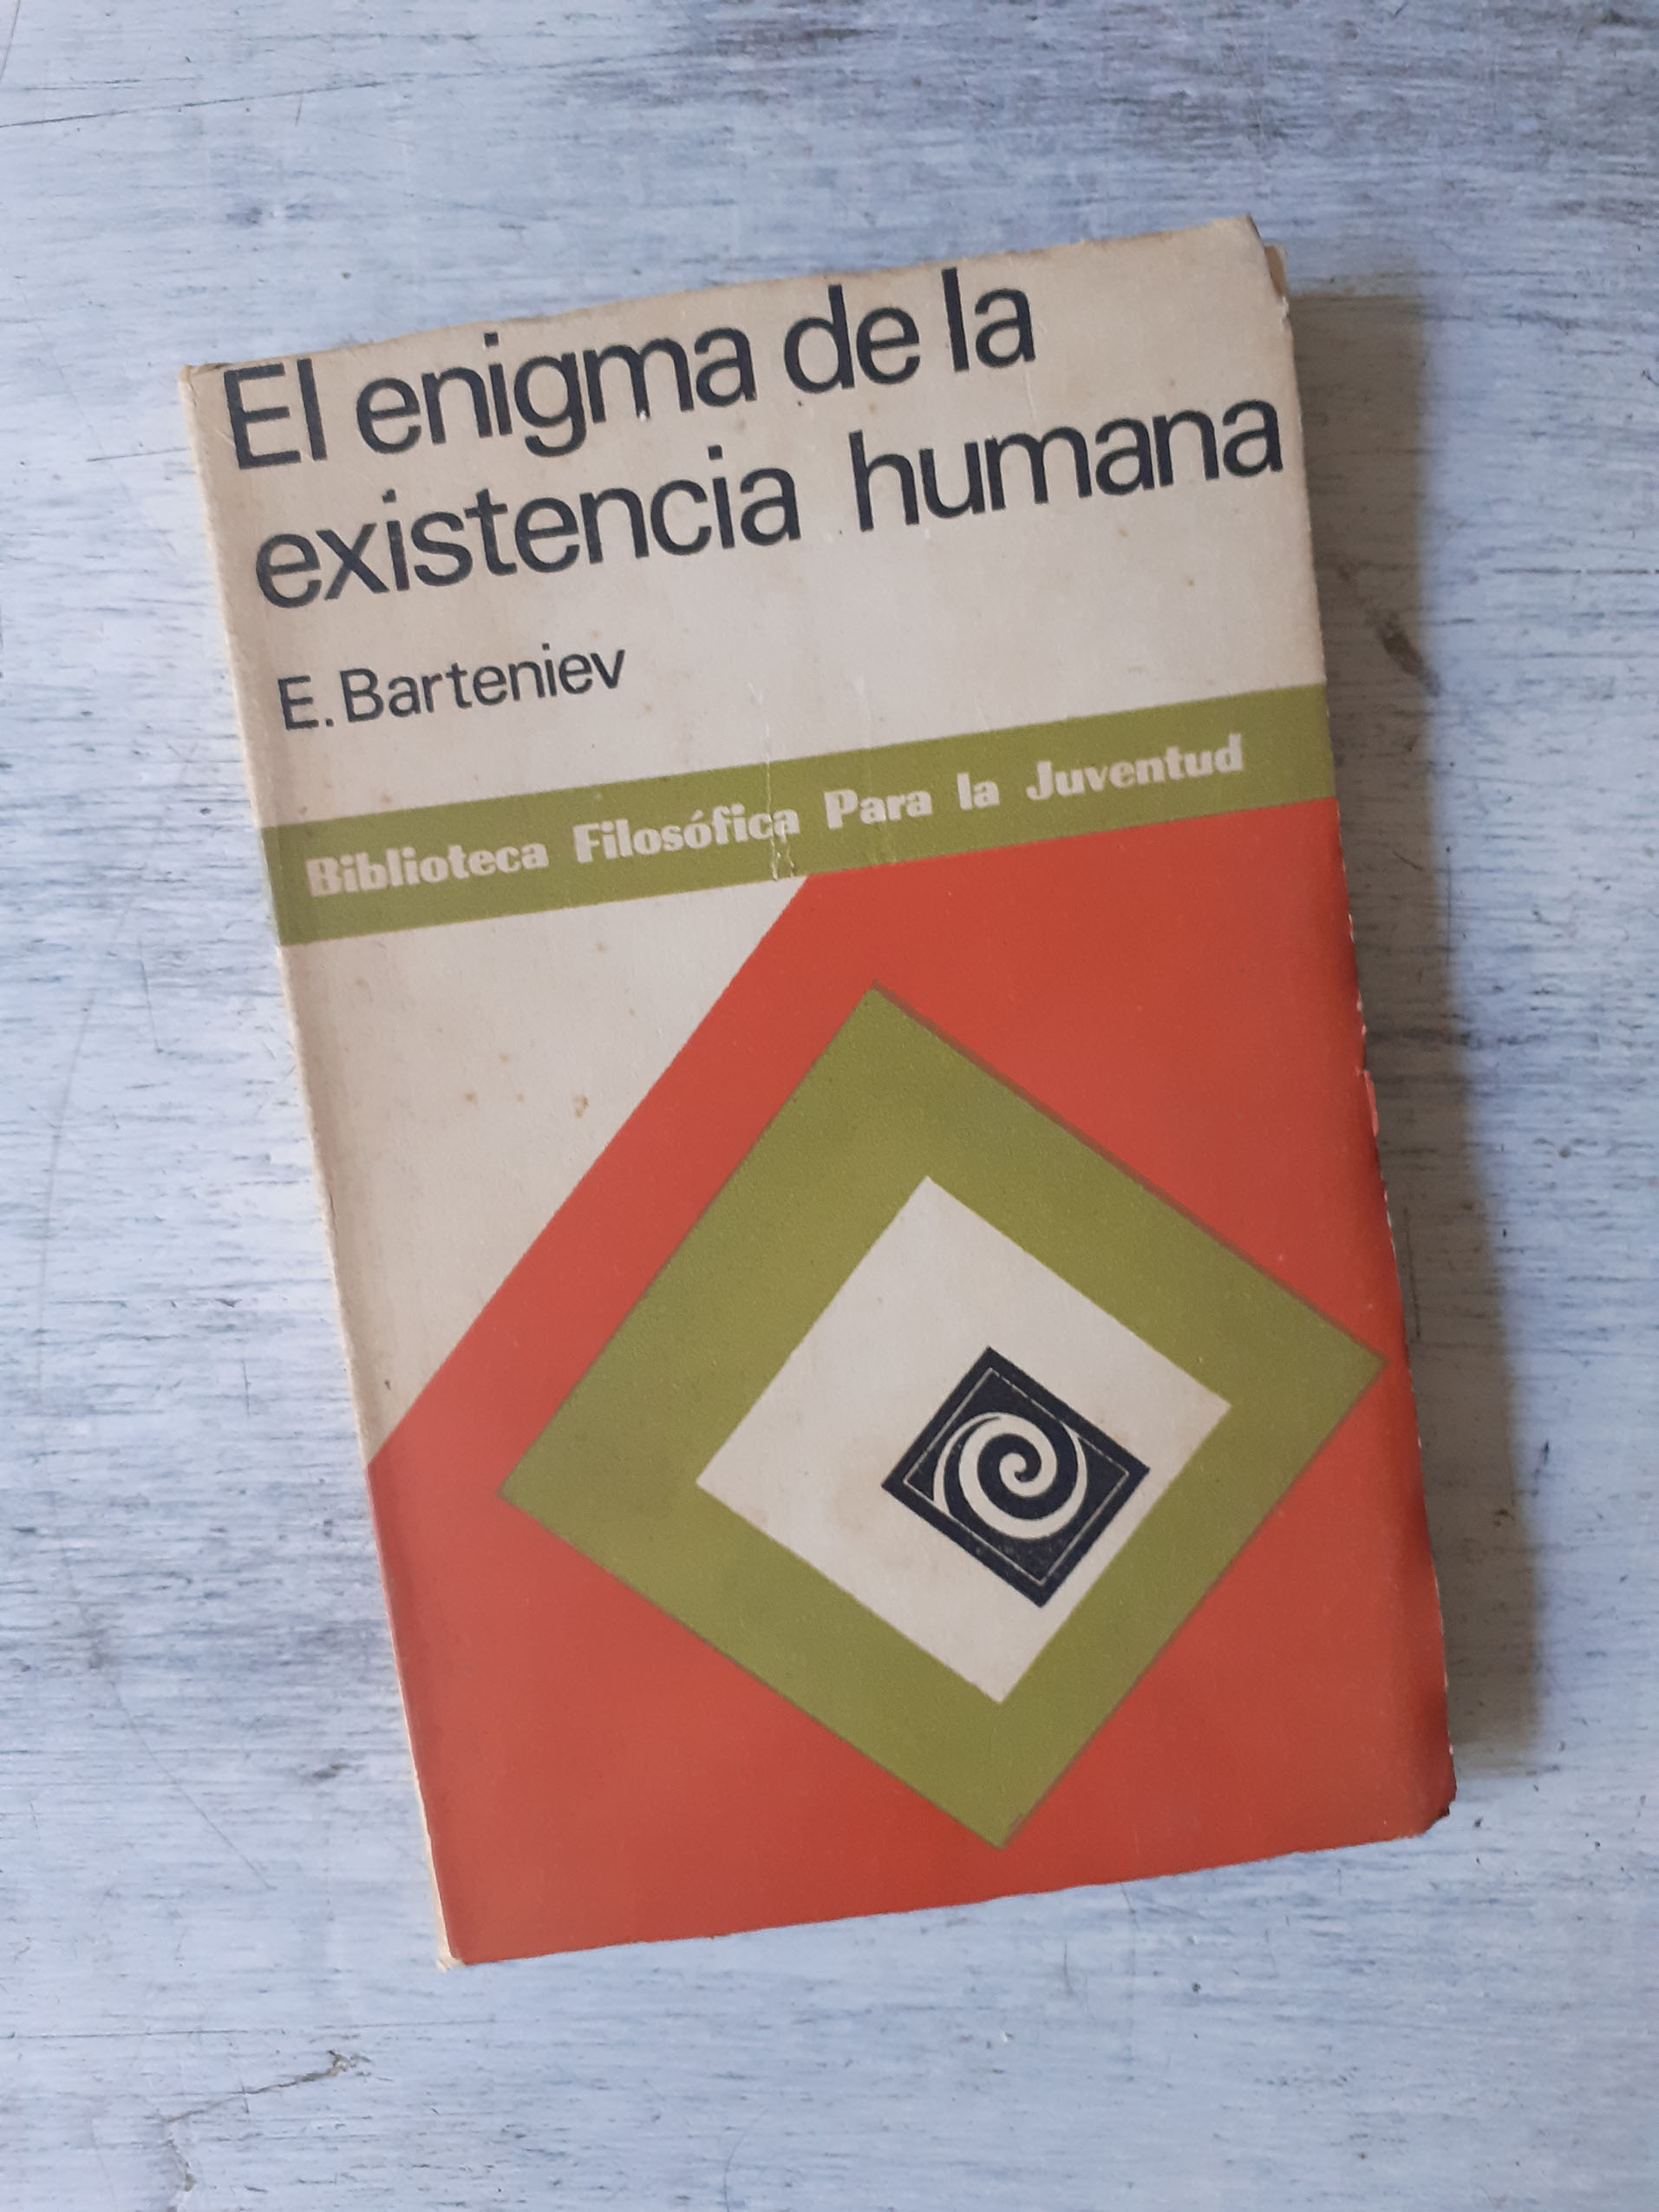 El enigma de la
existencia humana
E. Barteniev
Biblioteca Filosófica Para la Juventud